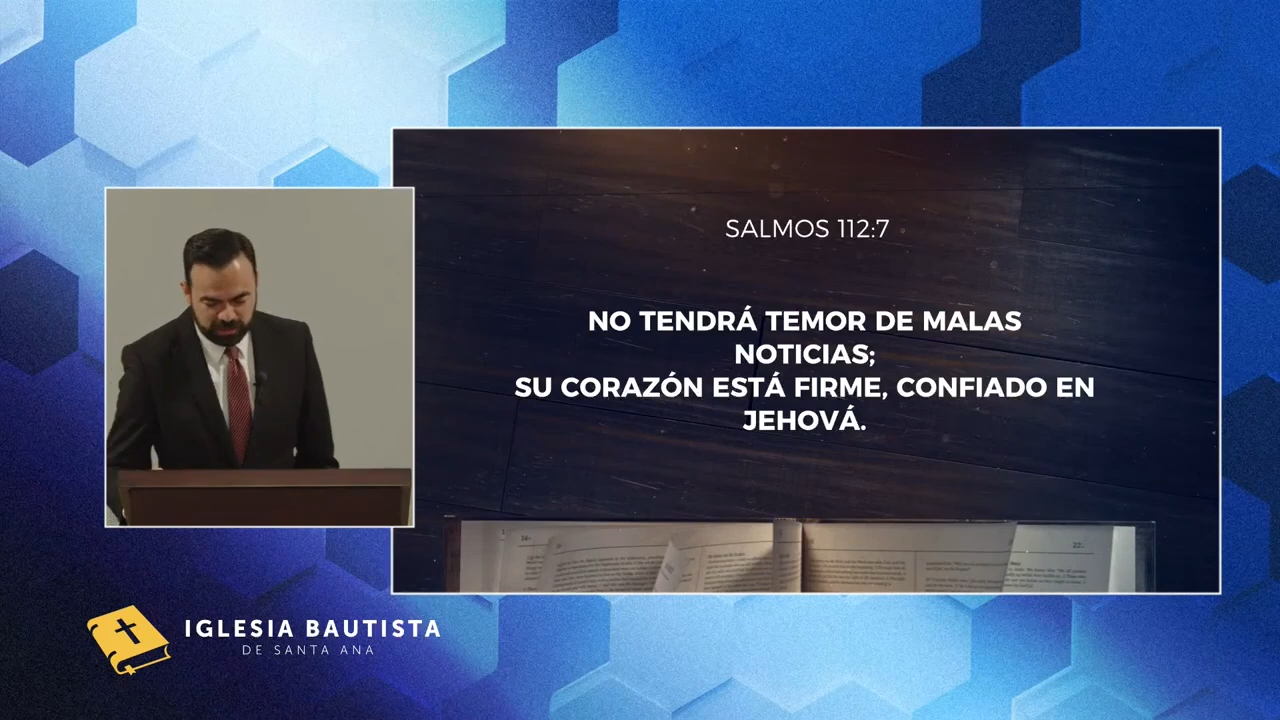 SALMOS 112:7
NO TENDRÁ TEMOR DE MALAS
NOTICIAS;
SU CORAZÓN ESTÁ FIRME, CONFIADO EN
JEHOVÁ.
IGLESIA BAUTISTA
DE SANTA ANA